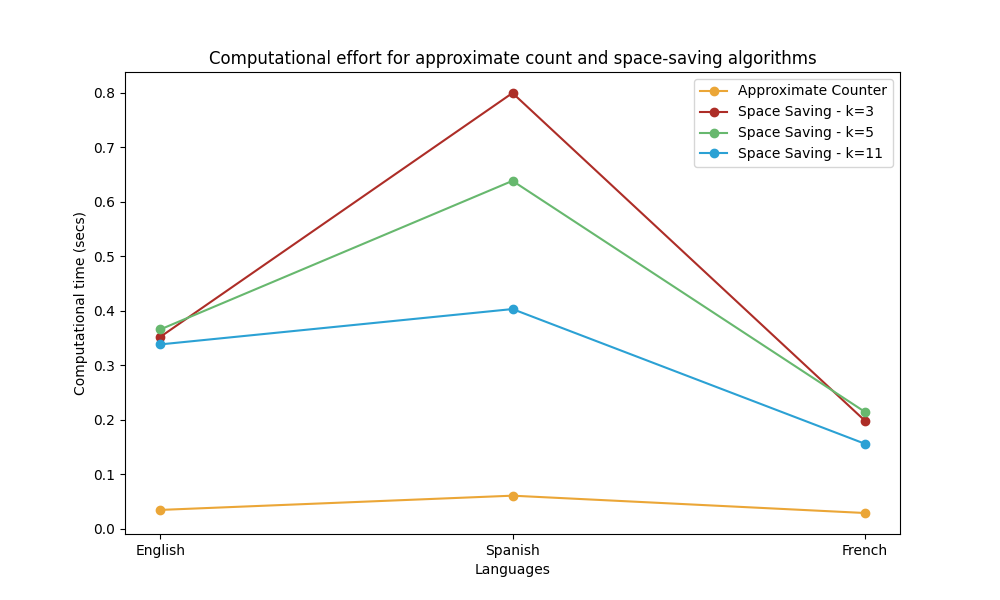 Computational effort for approximate count and space-saving algorithms
Approximate Counter
Space Saving - k=3
Space Saving - k=5
Space Saving - k=11
Computational time (secs)
0.8
0.7
0.6
0.5
0.4
0.3
0.2
0.1
0.0
English
Spanish
French
Languages